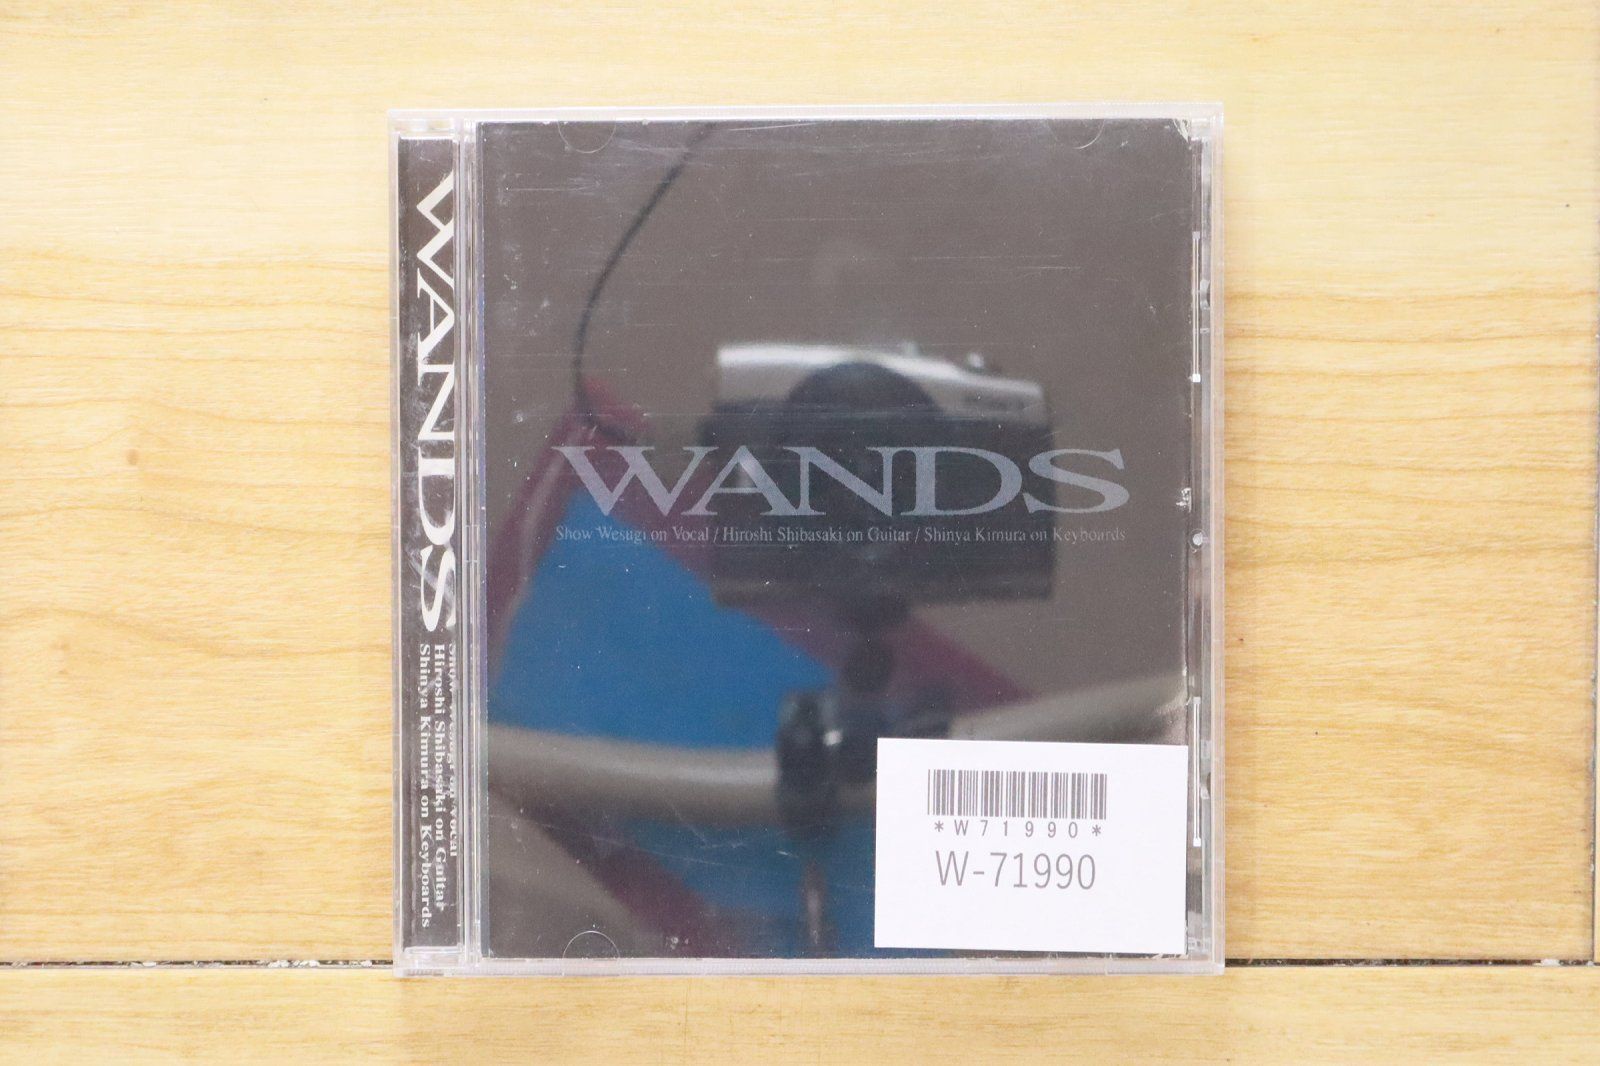 WANDS
Show Wesugi on Vocal
Hiroshi Shibasaki on Guitar
Shinya Kimura on Keyboards
WANDS
Show Wesugi on Vocal / Hiroshi Shibasaki on Guitar / Shinya Kimura on Keyboards
*W71990*
W-71990